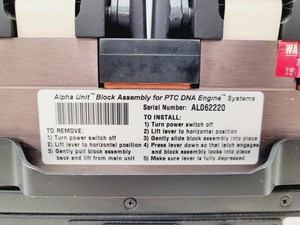 Alpha Unit™ Block Assembly for PTC DNA Engine™ Systems
Serial Number: AL062220
TO REMOVE:
1) Turn power switch off
2) Lift lever to horizontal position
3) Gently pull block assembly
back and lift from main unit
TO INSTALL:
1) Turn power switch off
2) Lift lever to horizontal position
3) Gently slide assembly into place
4) Press lever down so that latch engages
and block assembly locks into place
5) Make sure lever is fully depressed
WA